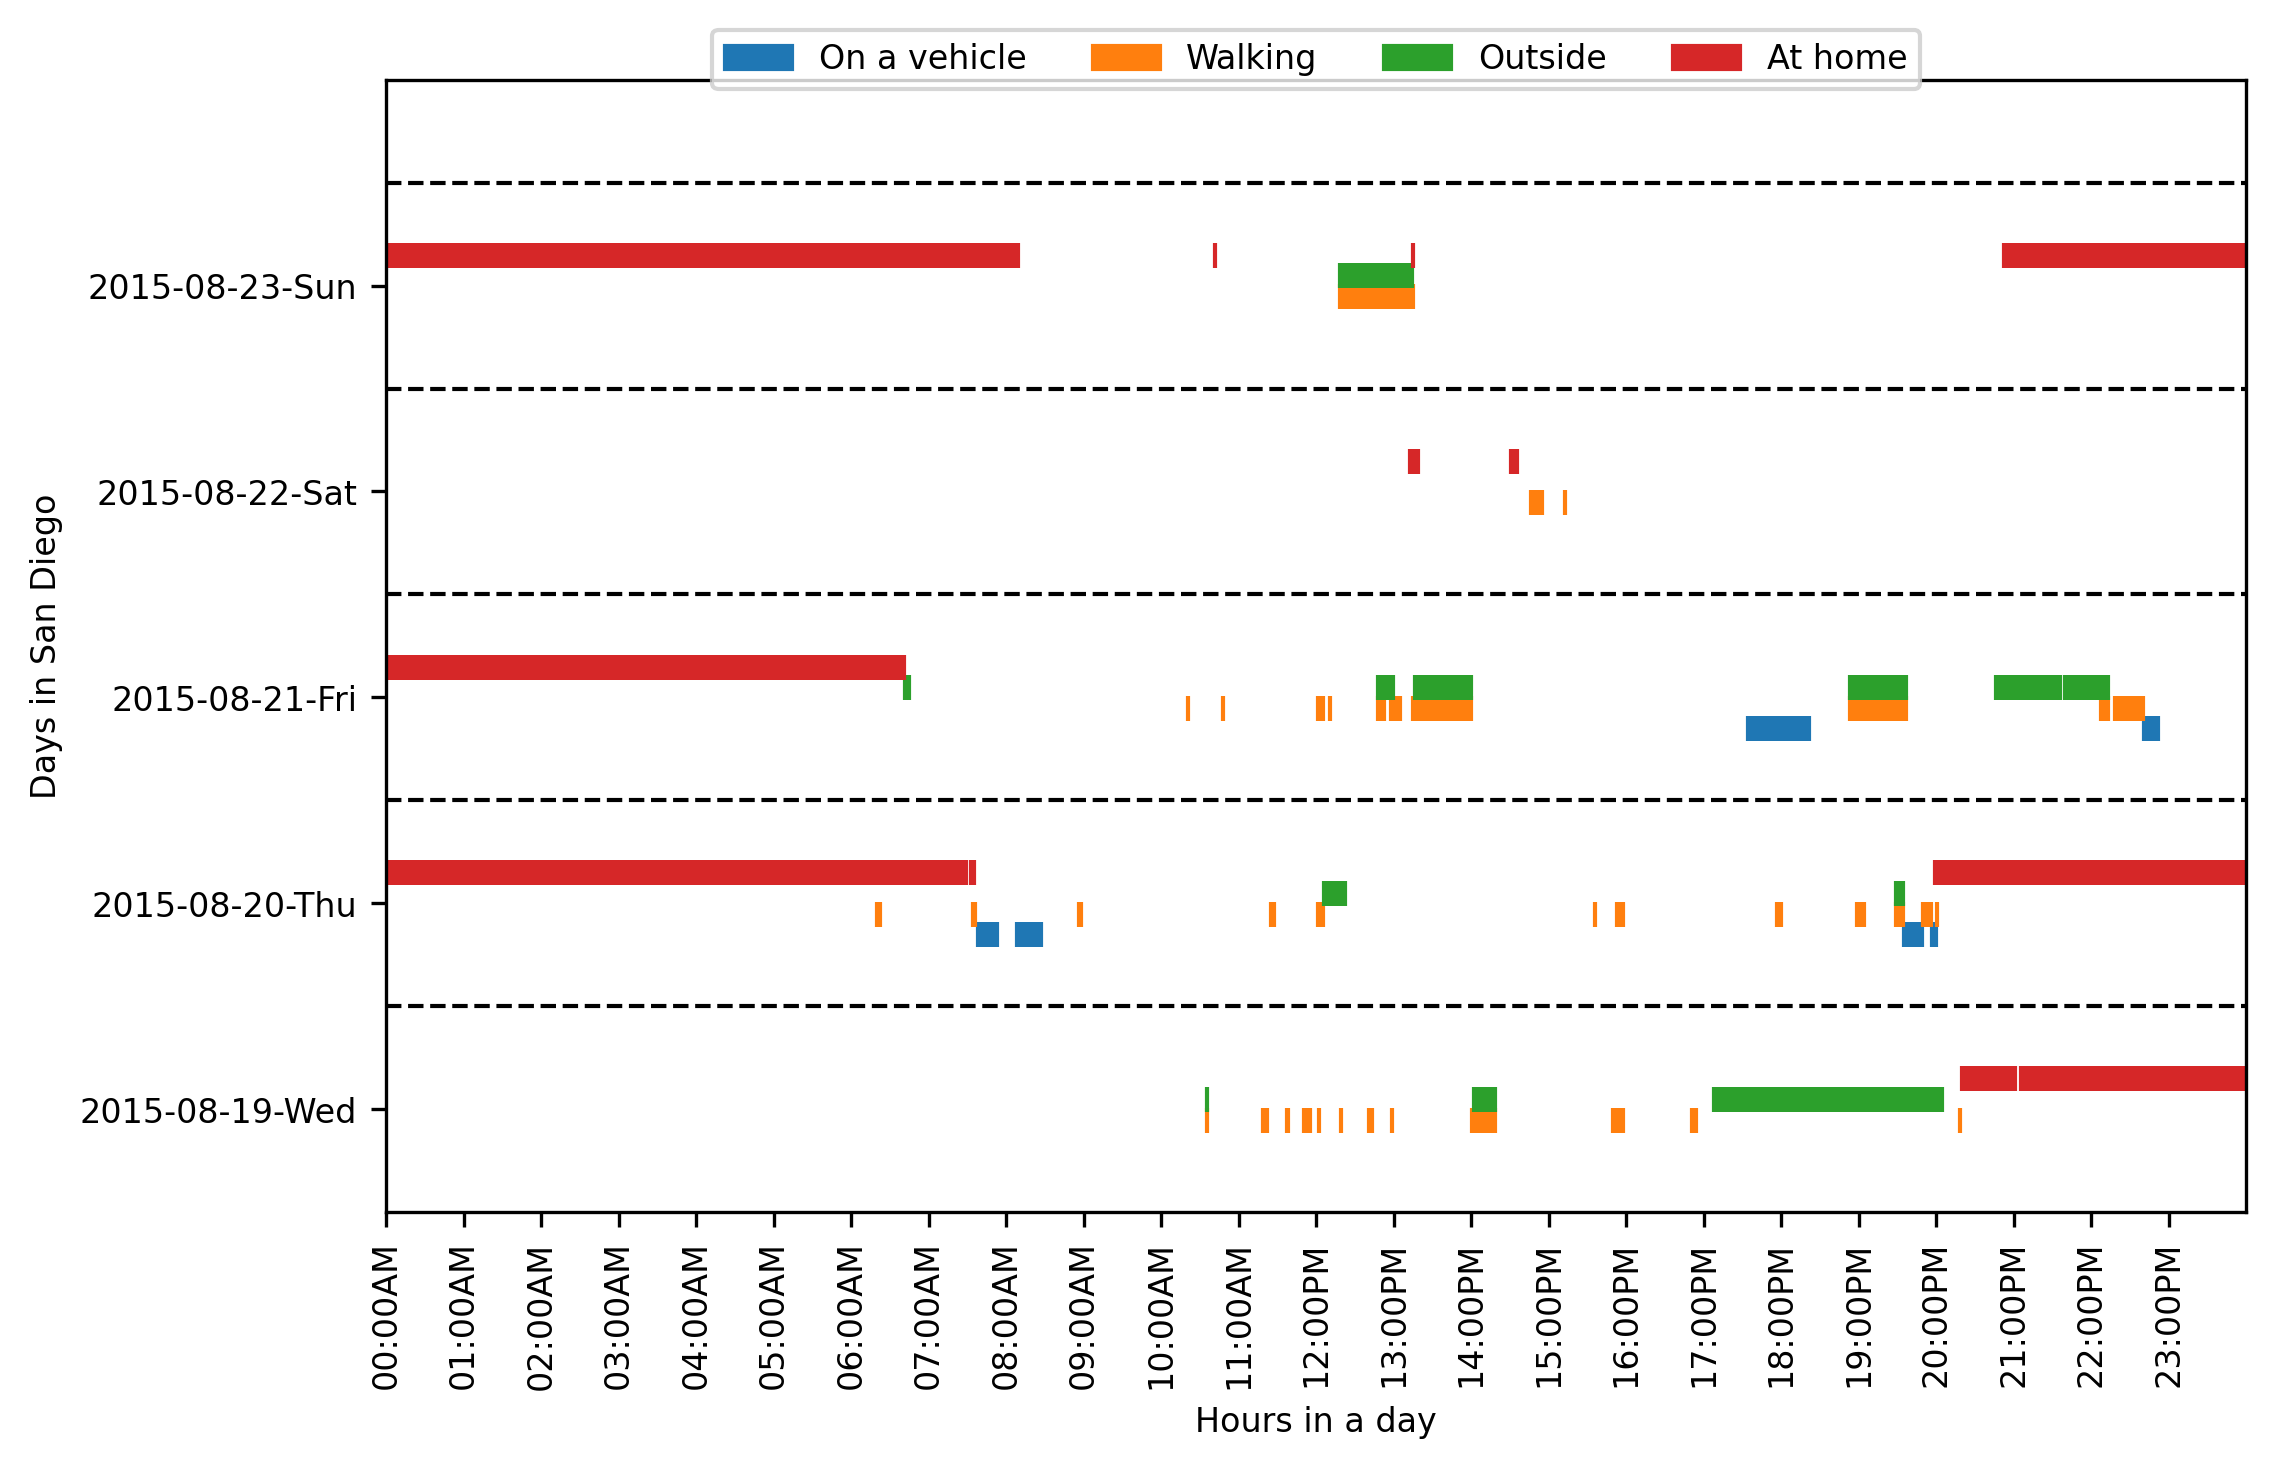 On a vehicle Walking Outside At home
2015-08-23-Sun
2015-08-22-Sat
2015-08-21-Fri
2015-08-20-Thu
2015-08-19-Wed
Days in San Diego
00:00AM 01:00AM 02:00AM 03:00AM 04:00AM 05:00AM 06:00AM 07:00AM 08:00AM 09:00AM 10:00AM 11:00AM 12:00PM 13:00PM 14:00PM 15:00PM 16:00PM 17:00PM 18:00PM 19:00PM 20:00PM 21:00PM 22:00PM 23:00PM
Hours in a day